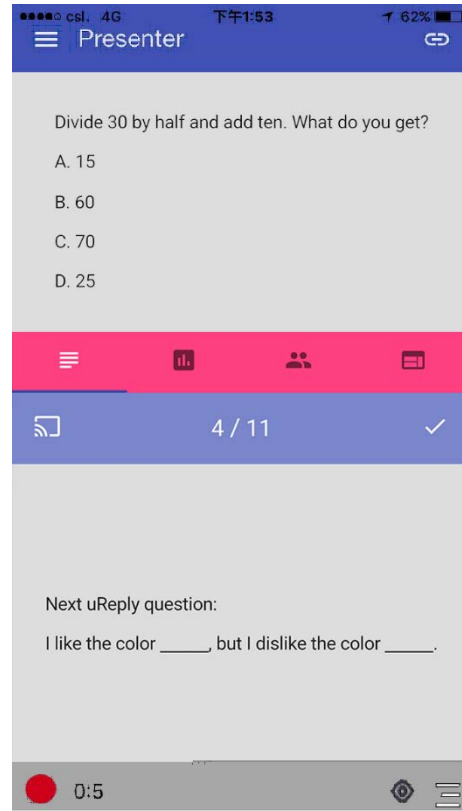 csl. 4G 下午1:53 62%
Presenter
Divide 30 by half and add ten. What do you get?
A. 15
B. 60
C. 70
D. 25
4 / 11
Next uReply question:
I like the color _____, but I dislike the color _____.
0:5